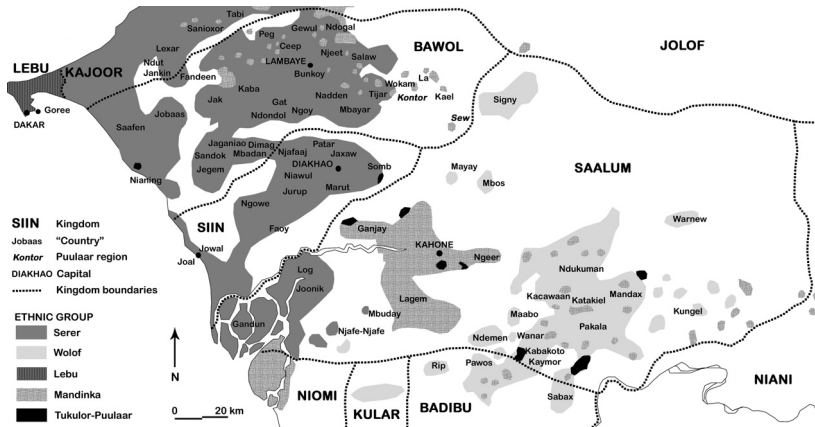 Tabi
Sanioxor
Gewul
Ndogal
Peg
Lexar
Ceep
Njeet
Salaw
BAWOL
JOLOF
LEBU
KAJOOR
Ndut
Jankin
Fandeen
LAMBAYE
Bunkoy
Wokam
La
Kontor
Kael
Goree
DAKAR
Kaba
Nadden
Tijar
Jak
Gat
Ndondol
Ngoy
Mbayar
Signy
Sew
Saafen
Jobaas
Jaganiao
Dimag
Patar
Sandok
Mbadan
Njafaaj
Jaxaw
Jegem
DIAKHAO
Niawul
Somb
Nianing
Jurup
Marut
Mayay
Mbos
SAALUM
Ngowe
SIIN
Faoy
Ganjay
Warnew
SIIN Kingdom
Jobaas "Country"
Kontor Puulaar region
DIAKHAO Capital
Kingdom boundaries
Jowal
Joal
KAHONE
Ngeer
Log
Joonik
Ndukuman
Lagem
Kacawaan
Katakiel
Mandax
Mbuday
Maabo
Kungel
Gandun
Njafe-Njafe
Ndemen
Wanar
Pakala
Kabakoto
Kaymor
Rip
Pawos
Sabax
NIOMI
KULAR
BADIBU
NIANI
ETHNIC GROUP
Serer
Wolof
Lebu
Mandinka
Tukulor-Puulaar
N
0 20 km